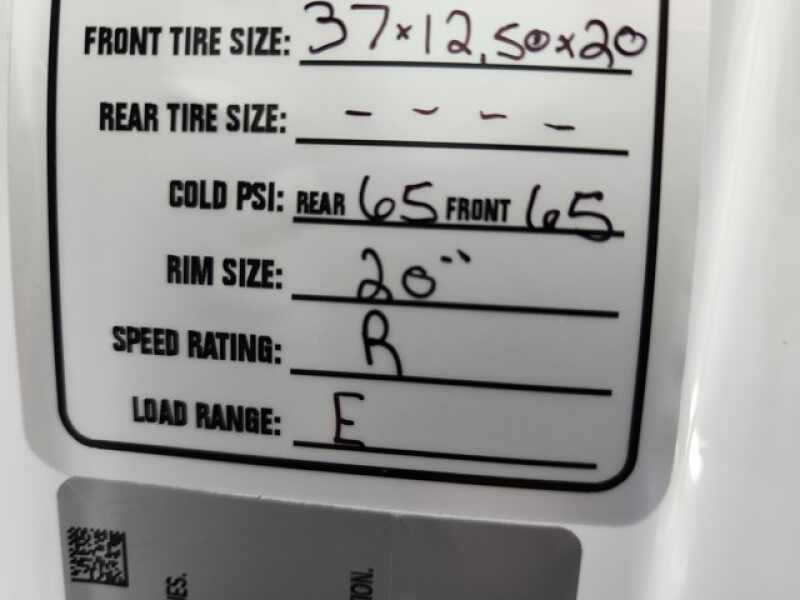 FRONT TIRE SIZE: 37x12.50x20
REAR TIRE SIZE: - - - -
COLD PSI: REAR 65 FRONT 65
RIM SIZE: 20"
SPEED RATING: R
LOAD RANGE: E